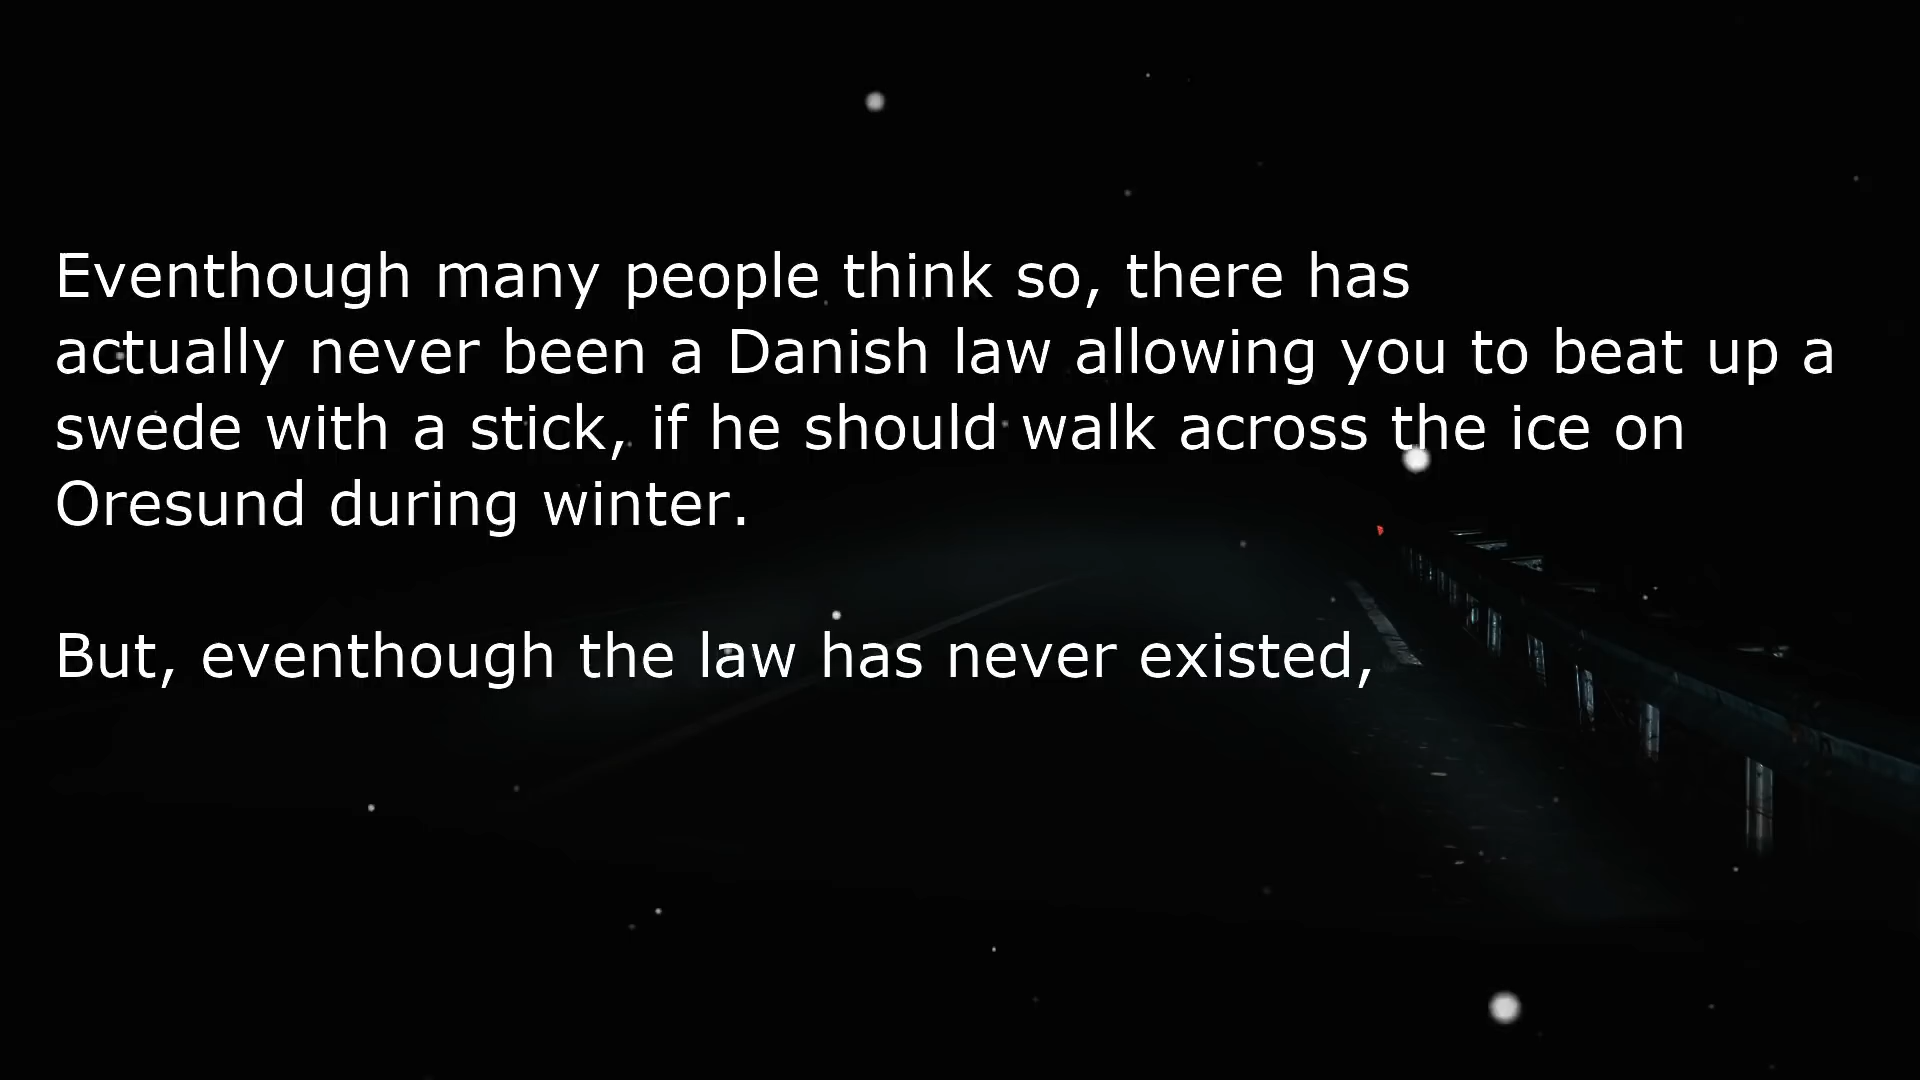 Eventhough many people think so, there has
actually never been a Danish law allowing you to beat up a
swede with a stick, if he should walk across the ice on
Oresund during winter.
But, eventhough the law has never existed,